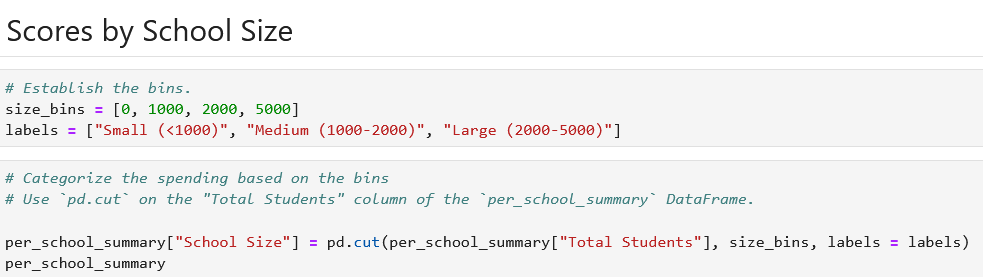 Scores by School Size
# Establish the bins.
size_bins = [0, 1000, 2000, 5000]
labels = ["Small (<1000)", "Medium (1000-2000)", "Large (2000-5000)"]
# Categorize the spending based on the bins
# Use `pd.cut` on the "Total Students" column of the `per_school_summary` DataFrame.
per_school_summary["School Size"] = pd.cut(per_school_summary["Total Students"], size_bins, labels = labels)
per_school_summary